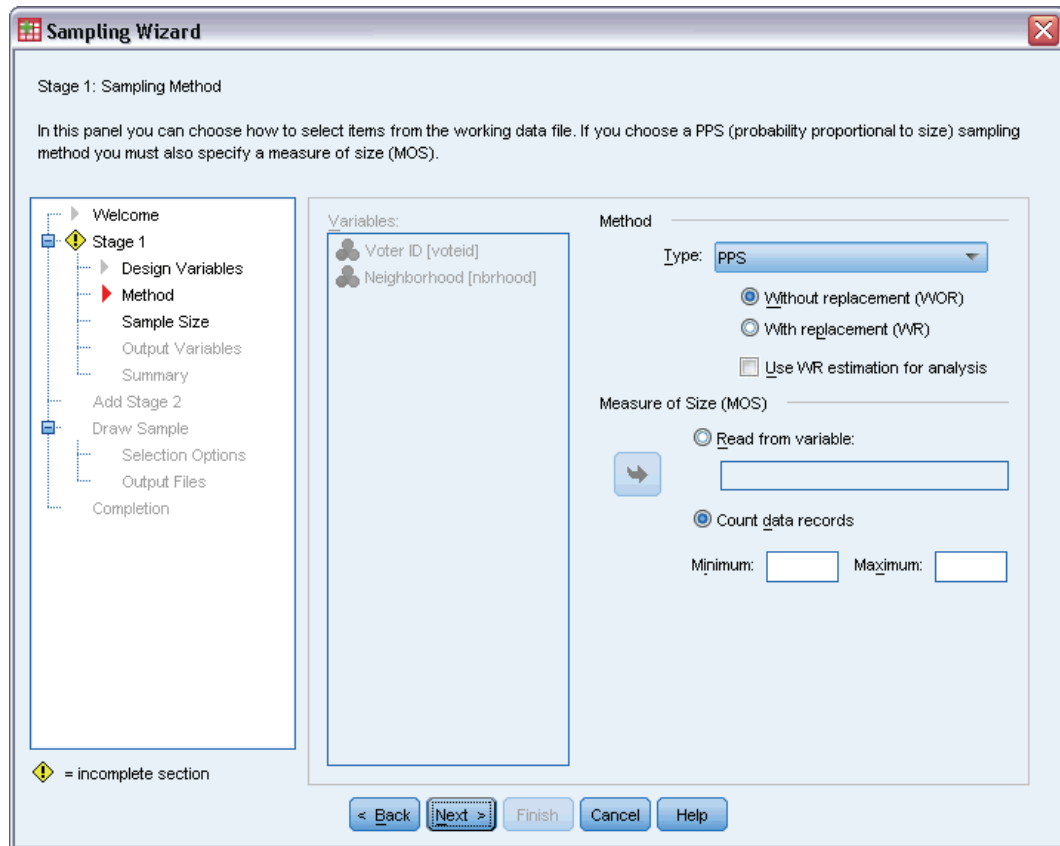 Sampling Wizard
Stage 1: Sampling Method
In this panel you can choose how to select items from the working data file. If you choose a PPS (probability proportional to size) sampling
method you must also specify a measure of size (MOS).
Welcome
Stage 1
Design Variables
Method
Sample Size
Output Variables
Summary
Add Stage 2
Draw Sample
Selection Options
Output Files
Completion
= incomplete section
Variables:
Voter ID [voteid]
Neighborhood [nbrhood]
Method
Type: PPS
Without replacement (WOR)
With replacement (WR)
Use WR estimation for analysis
Measure of Size (MOS)
Read from variable:
Count data records
Minimum: Maximum:
< Back Next > Finish Cancel Help